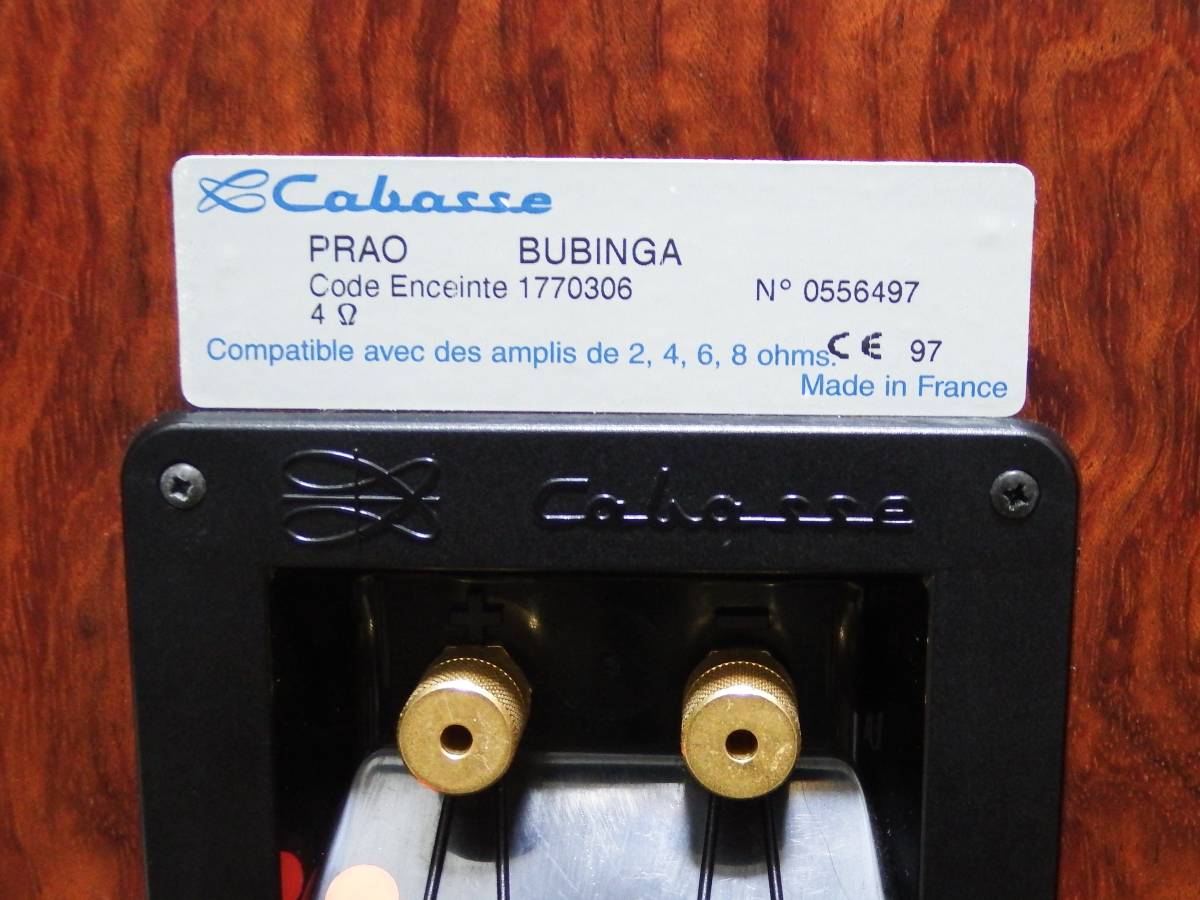 Cabasse
PRAO BUBINGA
Code Enceinte 1770306 N° 0556497
4 Ω
Compatible avec des amplis de 2, 4, 6, 8 ohms. CE 97
Made in France
Cabasse
+ −